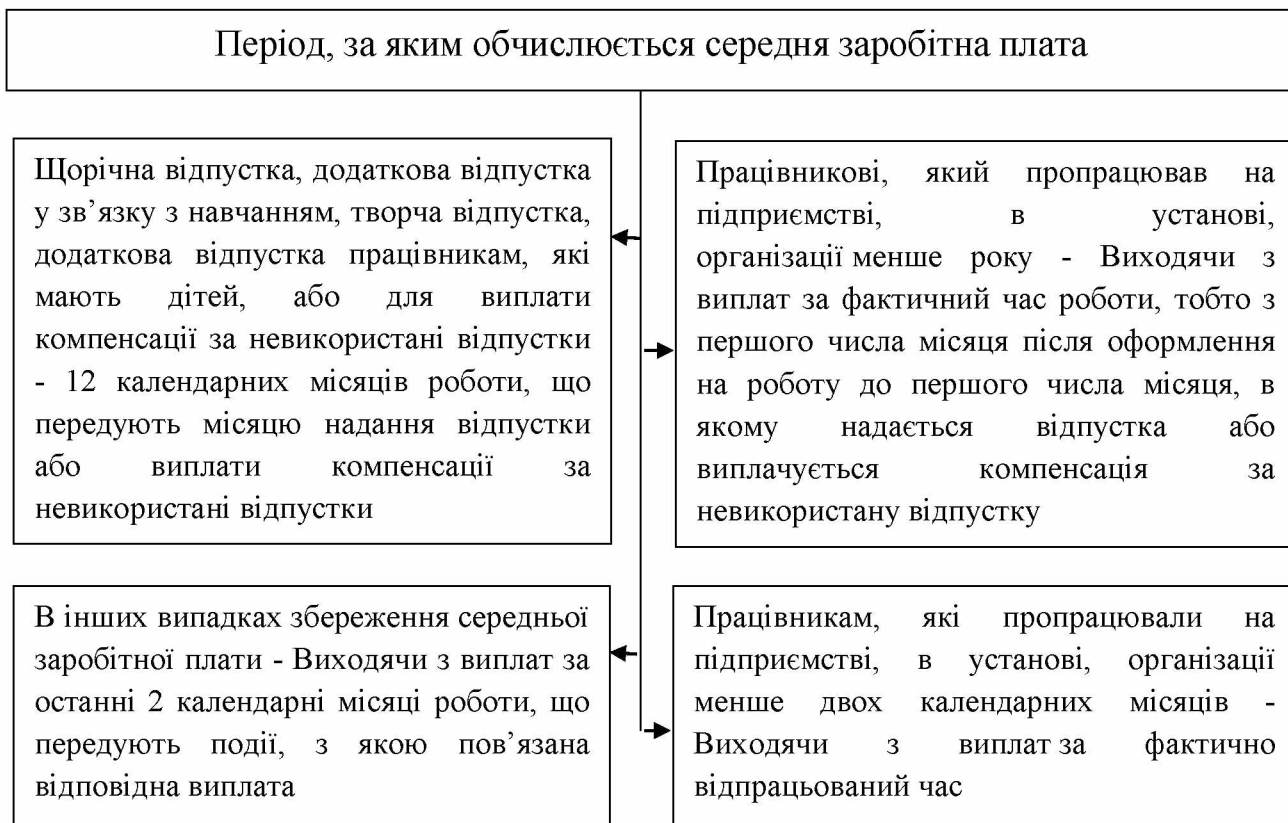 Період, за яким обчислюється середня заробітна плата
Щорічна відпустка, додаткова відпустка
у зв’язку з навчанням, творча відпустка,
додаткова відпустка працівникам, які
мають дітей, або для виплати
компенсації за невикористані відпустки
- 12 календарних місяців роботи, що
передують місяцю надання відпустки
або виплати компенсації за
невикористані відпустки
Працівникові, який пропрацював на
підприємстві, в установі,
організації менше року - Виходячи з
виплат за фактичний час роботи, тобто з
першого числа місяця після оформлення
на роботу до першого числа місяця, в
якому надається відпустка або
виплачується компенсація за
невикористану відпустку
В інших випадках збереження середньої
заробітної плати - Виходячи з виплат за
останні 2 календарні місяці роботи, що
передують події, з якою пов’язана
відповідна виплата
Працівникам, які пропрацювали на
підприємстві, в установі, організації
менше двох календарних місяців -
Виходячи з виплат за фактично
відпрацьований час